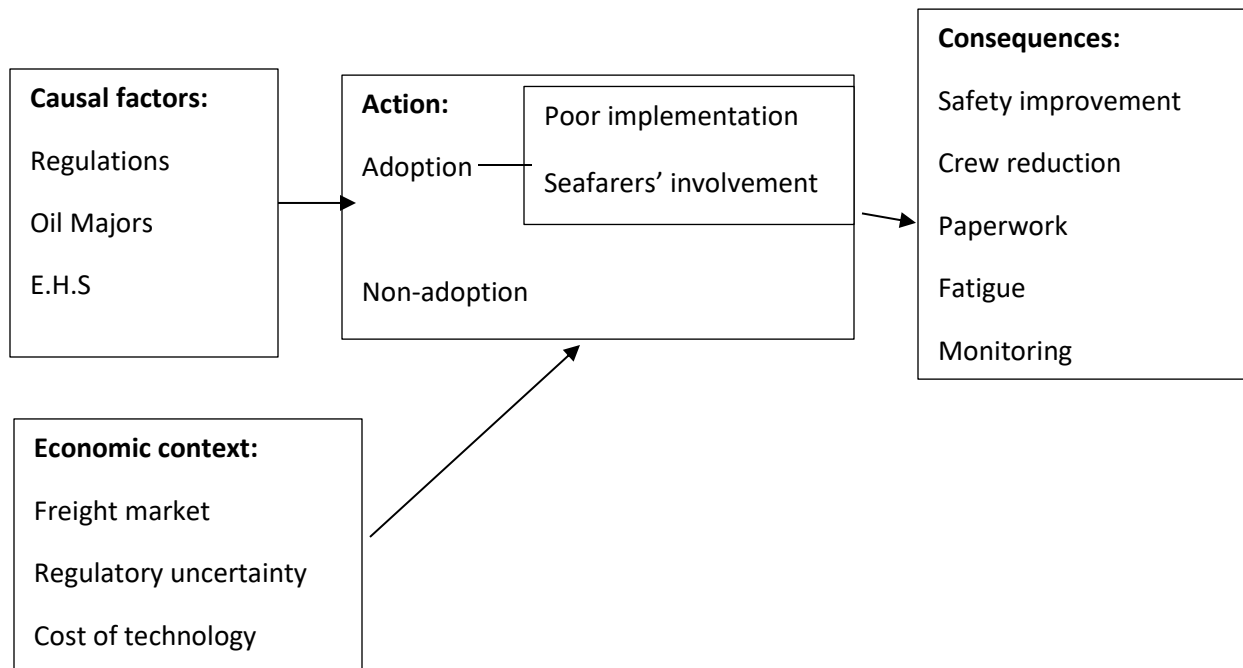 Causal factors:
Regulations
Oil Majors
E.H.S
Action:
Adoption
Non-adoption
Poor implementation
Seafarers’ involvement
Consequences:
Safety improvement
Crew reduction
Paperwork
Fatigue
Monitoring
Economic context:
Freight market
Regulatory uncertainty
Cost of technology